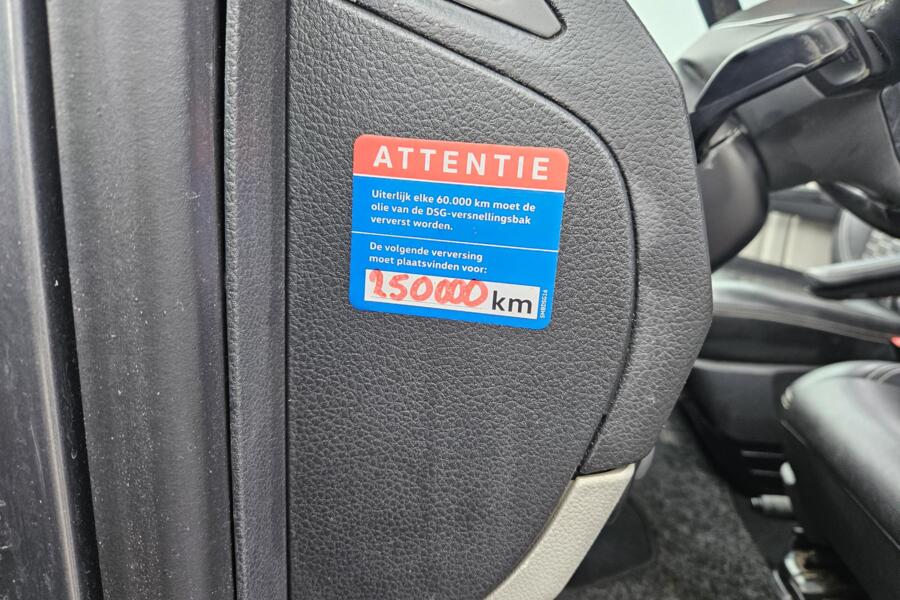 ATTENTIE
Uiterlijk elke 60.000 km moet de
olie van de DSG-versnellingsbak
ververst worden.
De volgende verversing
moet plaatsvinden voor:
250000 km
SMBDSG16